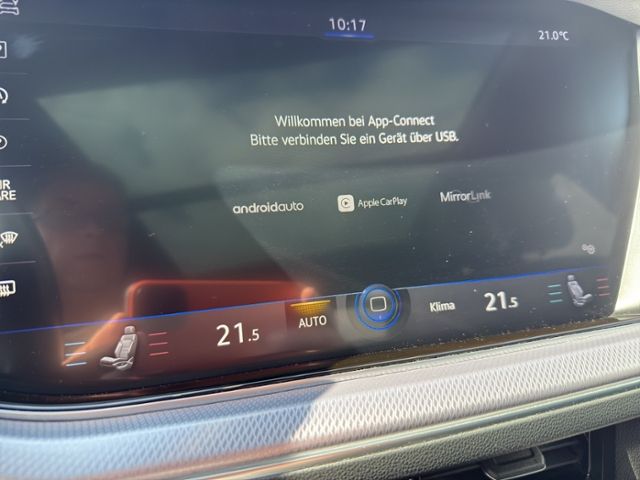 10:17
21.0°C
Willkommen bei App-Connect
Bitte verbinden Sie ein Gerät über USB.
androidauto
Apple CarPlay
MirrorLink
21.5
AUTO
Klima
21.5